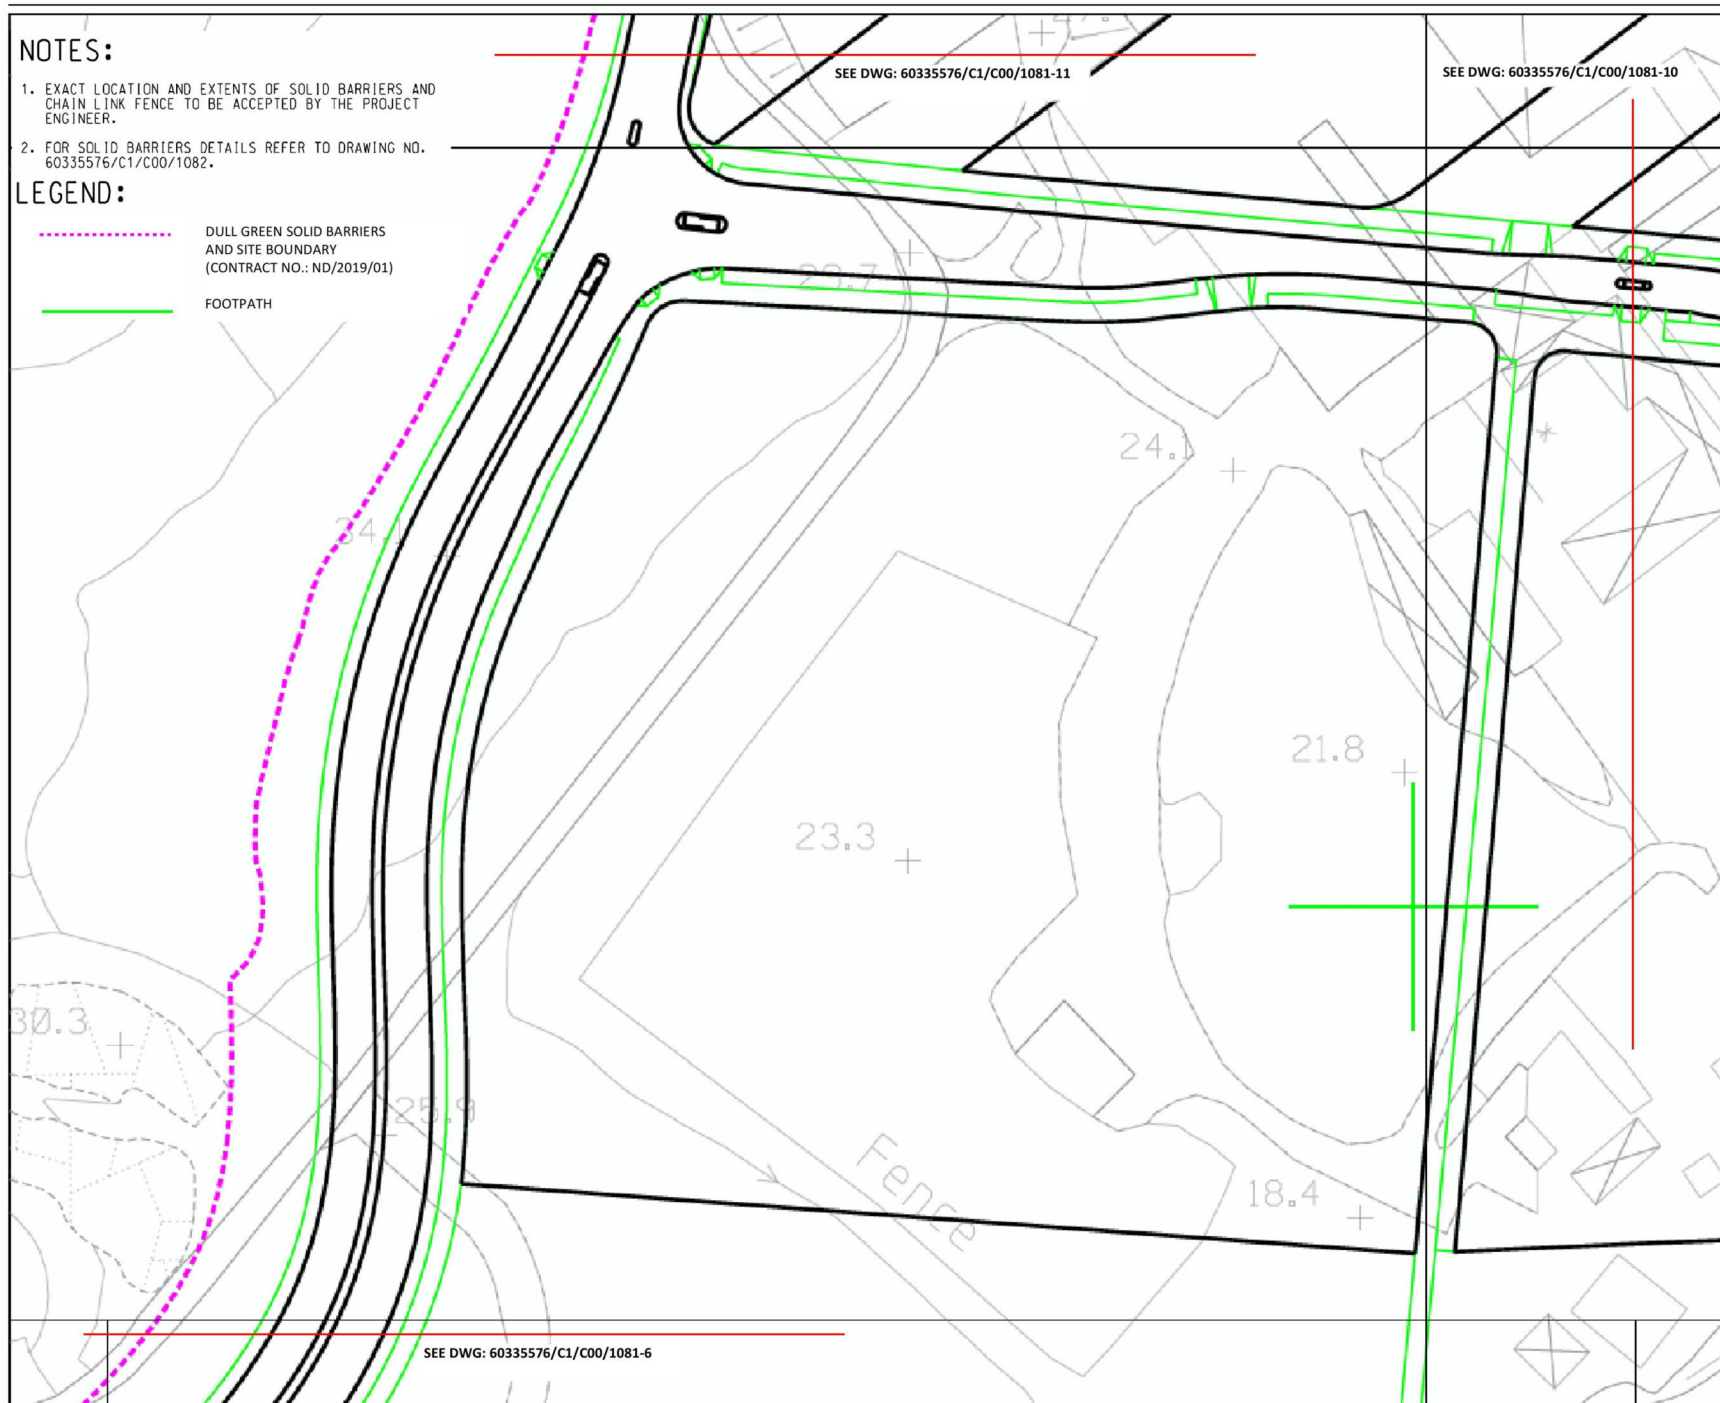 NOTES:
1. EXACT LOCATION AND EXTENTS OF SOLID BARRIERS AND
CHAIN LINK FENCE TO BE ACCEPTED BY THE PROJECT
ENGINEER.
2. FOR SOLID BARRIERS DETAILS REFER TO DRAWING NO.
60335576/C1/C00/1082.
LEGEND:
DULL GREEN SOLID BARRIERS
AND SITE BOUNDARY
(CONTRACT NO.: ND/2019/01)
FOOTPATH
SEE DWG: 60335576/C1/C00/1081-11
SEE DWG: 60335576/C1/C00/1081-10
24.1
34.1
21.8
23.3
30.3
25.9
Fence
18.4
SEE DWG: 60335576/C1/C00/1081-6